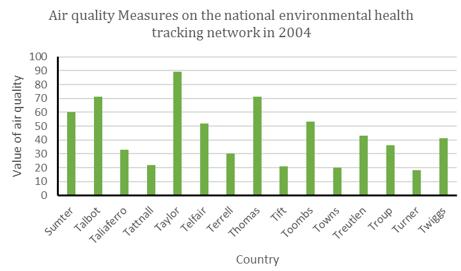 Air quality Measures on the national environmental health
tracking network in 2004
Value of air quality
100
90
80
70
60
50
40
30
20
10
0
Sumter
Talbot
Taliaferro
Tattnall
Taylor
Telfair
Terrell
Thomas
Tift
Toombs
Towns
Treutlen
Troup
Turner
Twiggs
Country